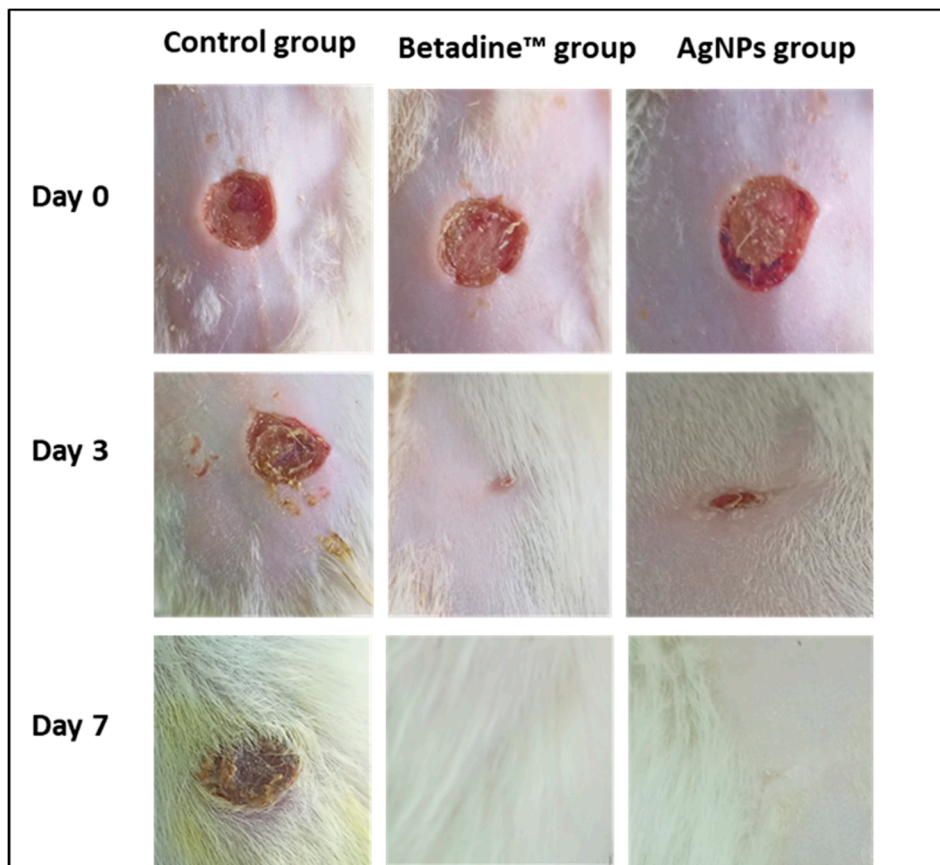 Control group
Betadine™ group
AgNPs group
Day 0
Day 3
Day 7